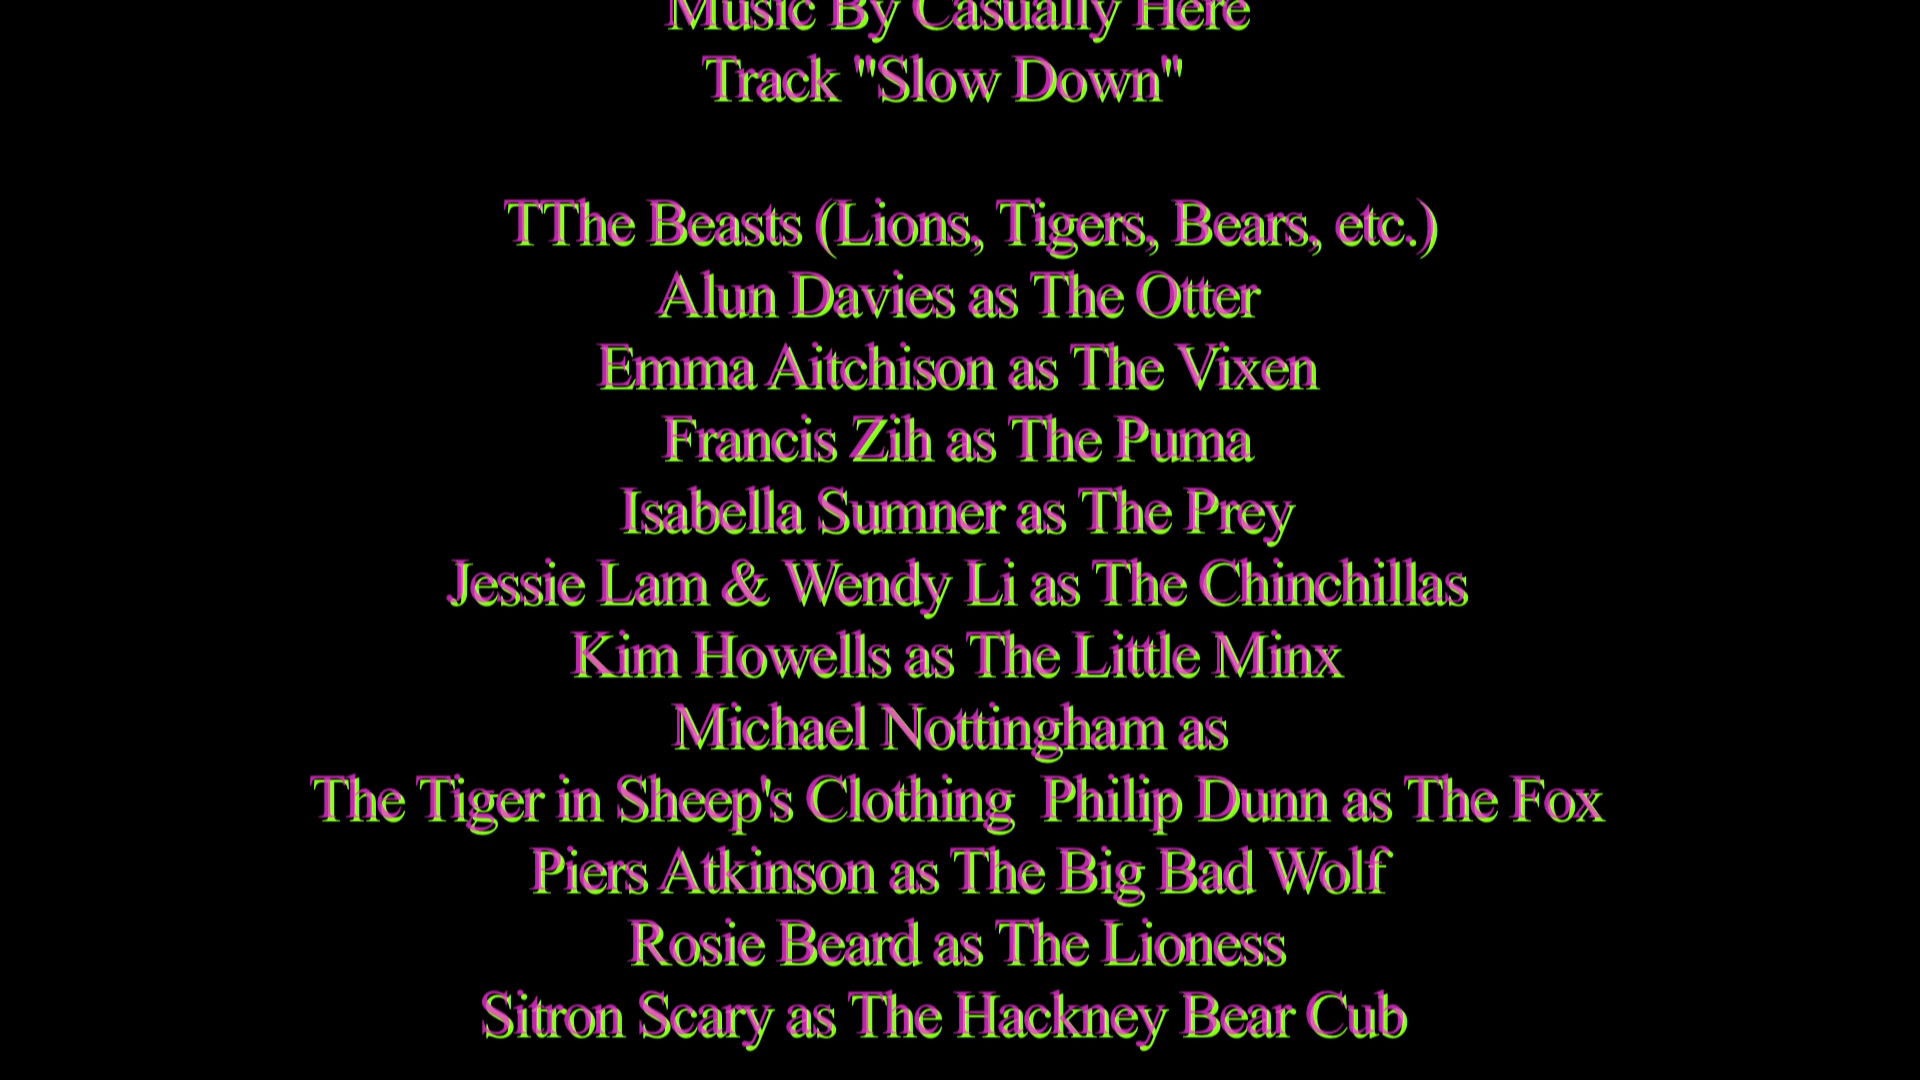 Music By Casually Here
Track "Slow Down"
TThe Beasts (Lions, Tigers, Bears, etc.)
Alun Davies as The Otter
Emma Aitchison as The Vixen
Francis Zih as The Puma
Isabella Sumner as The Prey
Jessie Lam & Wendy Li as The Chinchillas
Kim Howells as The Little Minx
Michael Nottingham as
The Tiger in Sheep's Clothing  Philip Dunn as The Fox
Piers Atkinson as The Big Bad Wolf
Rosie Beard as The Lioness
Sitron Scary as The Hackney Bear Cub